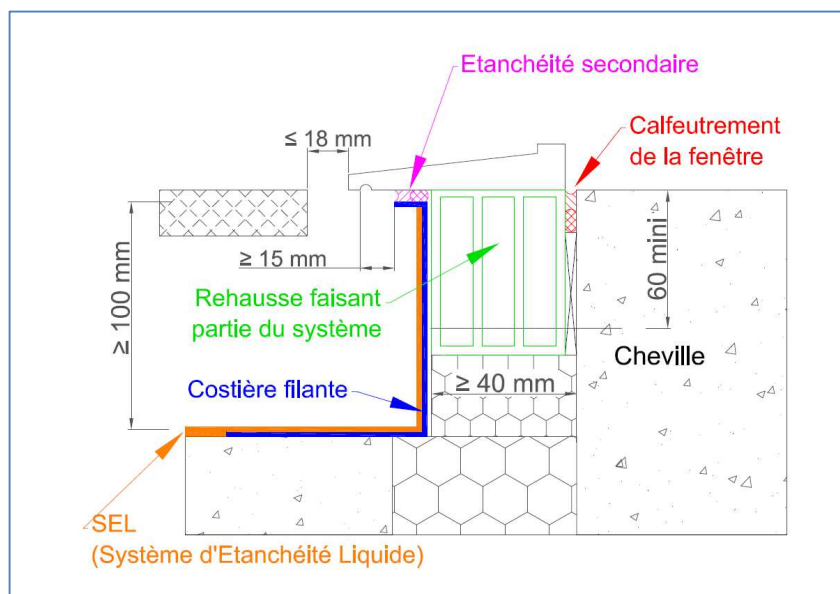 Etanchéité secondaire
≤ 18 mm
Calfeutrement
de la fenêtre
≥ 100 mm
≥ 15 mm
60 mini
Rehausse faisant
partie du système
Cheville
≥ 40 mm
Costière filante
SEL
(Système d'Etanchéité Liquide)